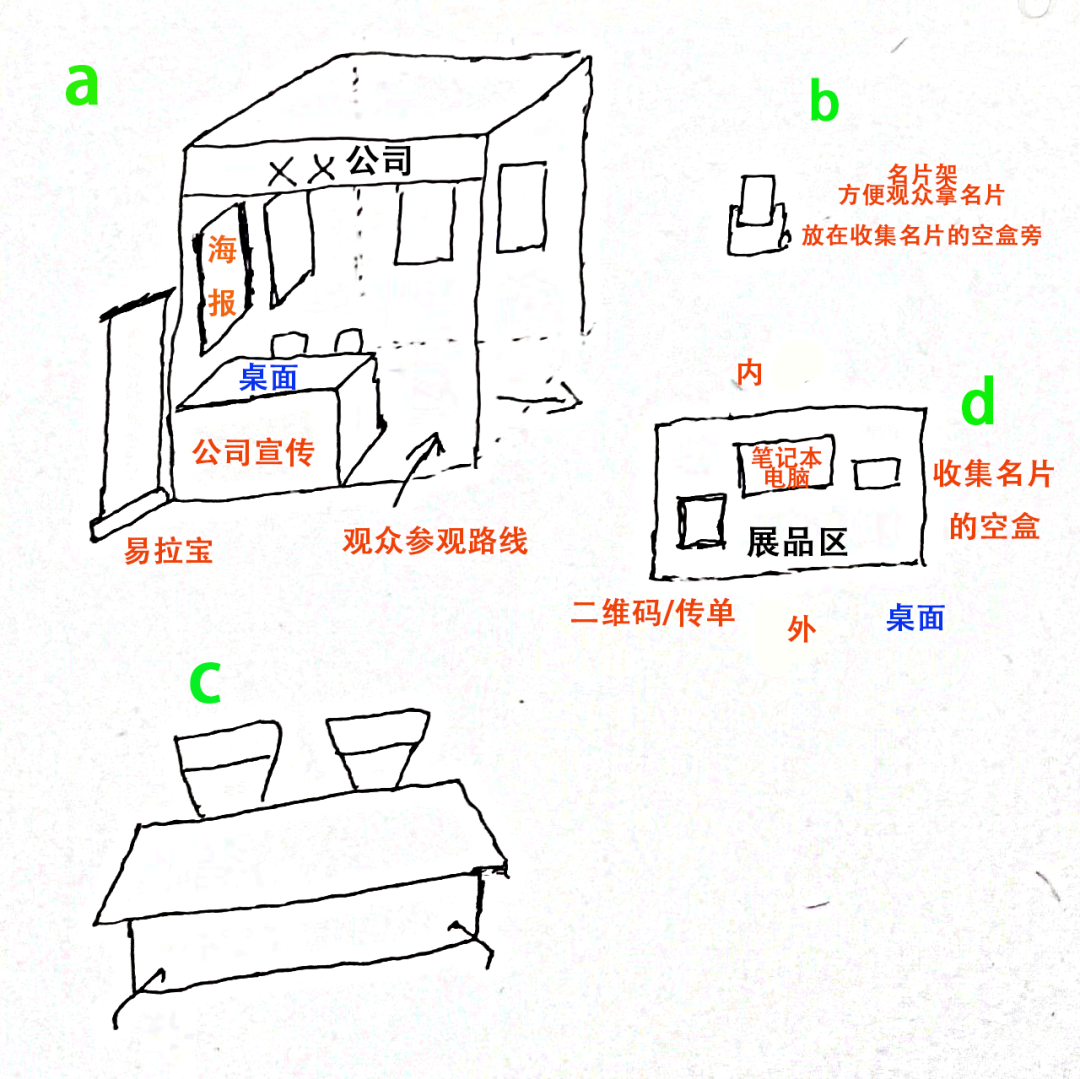 a
××公司
海
报
桌面
公司宣传
易拉宝
观众参观路线
b
名片架
方便观众拿名片
放在收集名片的空盒旁
内
d
笔记本
电脑
收集名片
的空盒
展品区
二维码/传单
外
桌面
c